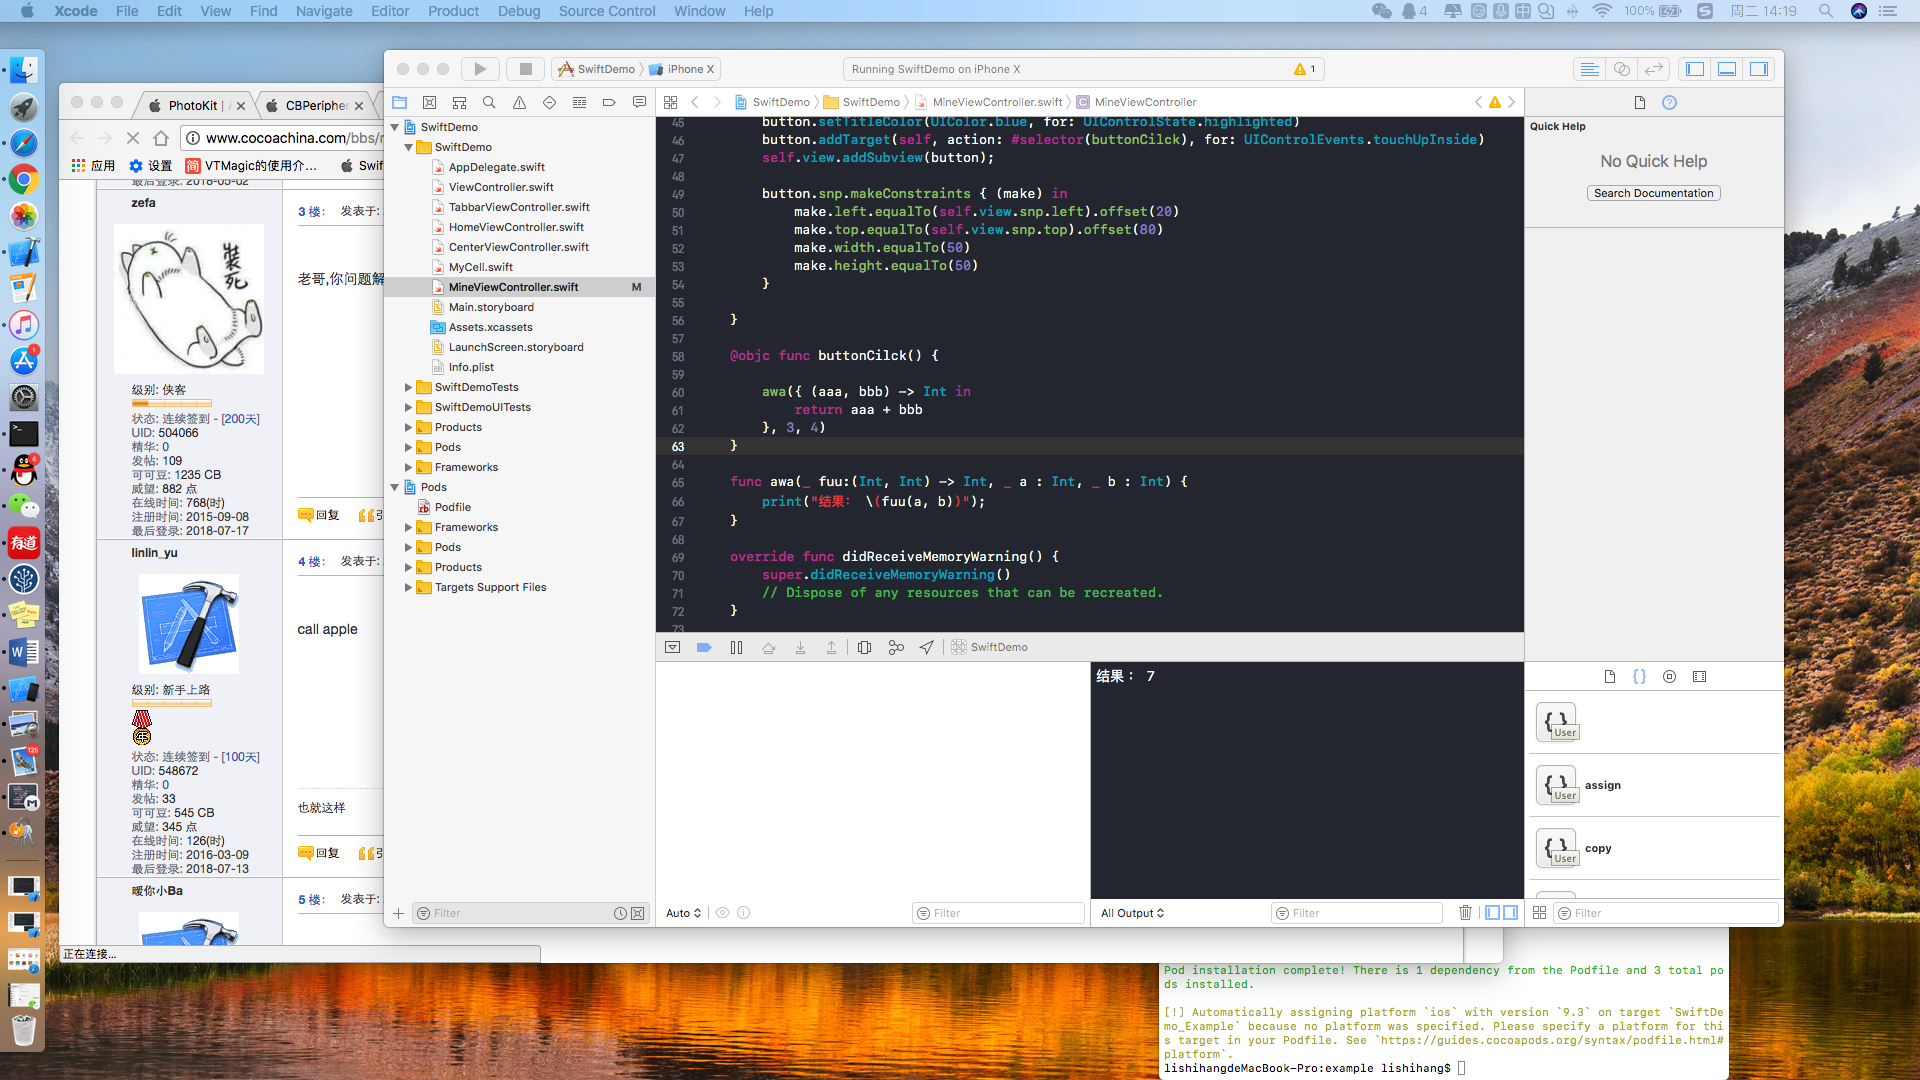 Xcode File Edit View Find Navigate Editor Product Debug Source Control Window Help
4 100% 周二 14:19
PhotoKit | CBPeripher
www.cocoachina.com/bbs/r
应用 设置 VTMagic的使用介... Swif
最后登录: 2018-05-02
zefa
3 楼: 发表于:
装死
老哥,你问题解
级别: 侠客
状态: 连续签到 - [200天]
UID: 504066
精华: 0
发帖: 109
可可豆: 1235 CB
威望: 882 点
在线时间: 768(时)
注册时间: 2015-09-08
最后登录: 2018-07-17
回复
linlin_yu
4 楼: 发表于:
call apple
级别: 新手上路
状态: 连续签到 - [100天]
UID: 548672
精华: 0
发帖: 33
可可豆: 545 CB
威望: 345 点
在线时间: 126(时)
注册时间: 2016-03-09
最后登录: 2018-07-13
也就这样
回复
暖你小Ba
5 楼: 发表于:
正在连接...
SwiftDemo iPhone X
Running SwiftDemo on iPhone X
1
SwiftDemo SwiftDemo MineViewController.swift MineViewController
SwiftDemo
SwiftDemo
AppDelegate.swift
ViewController.swift
TabbarViewController.swift
HomeViewController.swift
CenterViewController.swift
MyCell.swift
MineViewController.swift M
Main.storyboard
Assets.xcassets
LaunchScreen.storyboard
Info.plist
SwiftDemoTests
SwiftDemoUITests
Products
Pods
Frameworks
Pods
Podfile
Frameworks
Pods
Products
Targets Support Files
Filter
45 button.setTitleColor(UIColor.blue, for: UIControlState.highlighted)
46 button.addTarget(self, action: #selector(buttonCilck), for: UIControlEvents.touchUpInside)
47 self.view.addSubview(button);
48
49 button.snp.makeConstraints { (make) in
50 make.left.equalTo(self.view.snp.left).offset(20)
51 make.top.equalTo(self.view.snp.top).offset(80)
52 make.width.equalTo(50)
53 make.height.equalTo(50)
54 }
55
56 }
57
58 @objc func buttonCilck() {
59
60 awa({ (aaa, bbb) -> Int in
61 return aaa + bbb
62 }, 3, 4)
63 }
64
65 func awa(_ fuu:(Int, Int) -> Int, _ a : Int, _ b : Int) {
66 print("结果： \(fuu(a, b))");
67 }
68
69 override func didReceiveMemoryWarning() {
70 super.didReceiveMemoryWarning()
71 // Dispose of any resources that can be recreated.
72 }
73
SwiftDemo
结果： 7
Auto
Filter
All Output
Filter
Quick Help
No Quick Help
Search Documentation
{ } User
{ } User assign
{ } User copy
Filter
Pod installation complete! There is 1 dependency from the Podfile and 3 total po
ds installed.
[!] Automatically assigning platform `ios` with version `9.3` on target `SwiftDe
mo_Example` because no platform was specified. Please specify a platform for thi
s target in your Podfile. See `https://guides.cocoapods.org/syntax/podfile.html#
platform`.
lishihangdeMacBook-Pro:example lishihang$